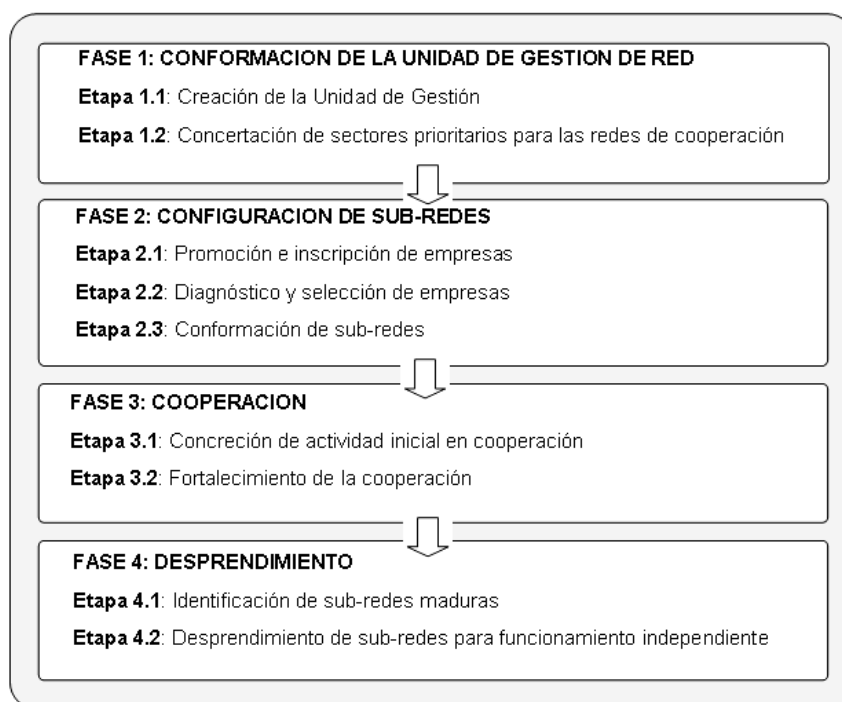 FASE 1: CONFORMACION DE LA UNIDAD DE GESTION DE RED
Etapa 1.1: Creación de la Unidad de Gestión
Etapa 1.2: Concertación de sectores prioritarios para las redes de cooperación
FASE 2: CONFIGURACION DE SUB-REDES
Etapa 2.1: Promoción e inscripción de empresas
Etapa 2.2: Diagnóstico y selección de empresas
Etapa 2.3: Conformación de sub-redes
FASE 3: COOPERACION
Etapa 3.1: Concreción de actividad inicial en cooperación
Etapa 3.2: Fortalecimiento de la cooperación
FASE 4: DESPRENDIMIENTO
Etapa 4.1: Identificación de sub-redes maduras
Etapa 4.2: Desprendimiento de sub-redes para funcionamiento independiente